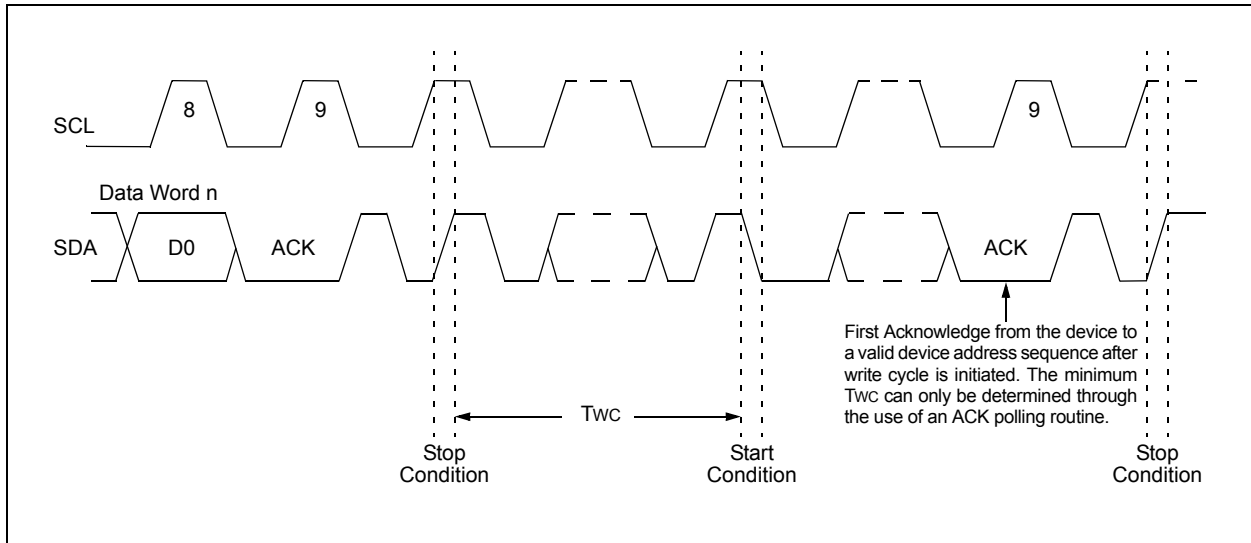 SCL
8
9
9
Data Word n
SDA
D0
ACK
ACK
First Acknowledge from the device to
a valid device address sequence after
write cycle is initiated. The minimum
TWC can only be determined through
the use of an ACK polling routine.
TWC
Stop
Condition
Start
Condition
Stop
Condition